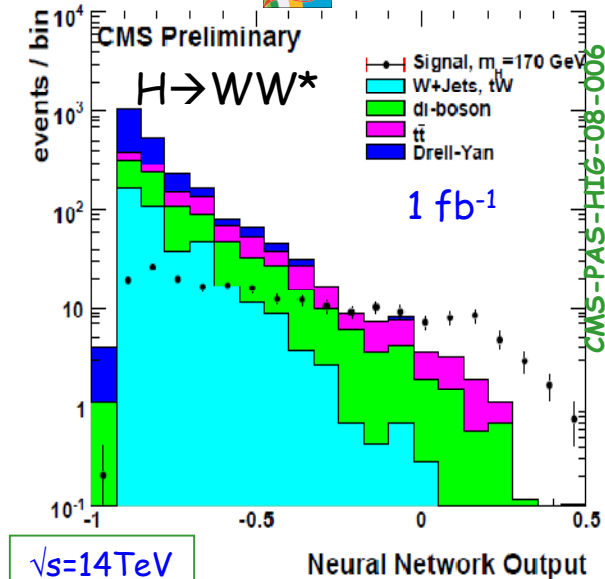 CMS Preliminary
H→WW*
Signal, m_H=170 GeV
W+Jets, tW
di-boson
tt̄
Drell-Yan
1 fb⁻¹
events / bin
10⁴
10³
10²
10
1
10⁻¹
-1 -0.5 0 0.5
Neural Network Output
√s=14TeV
CMS-PAS-HIG-08-006